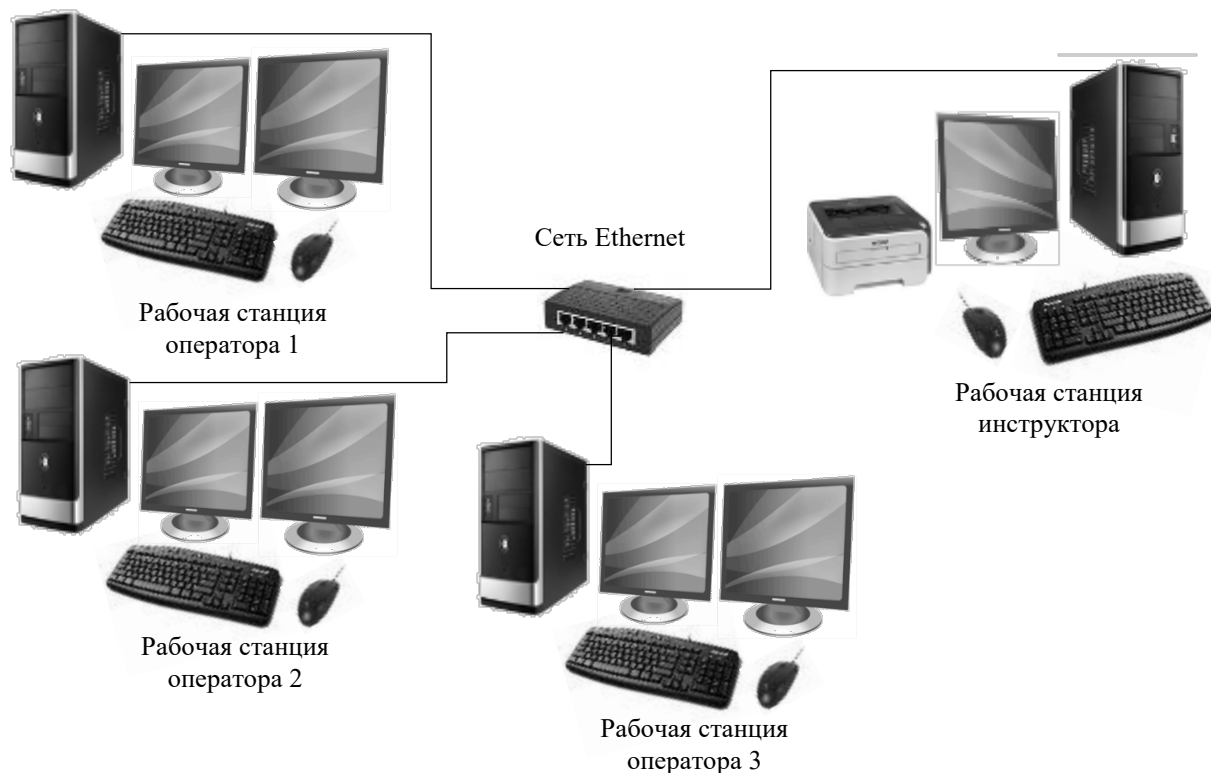 Сеть Ethernet
Рабочая станция
оператора 1
Рабочая станция
инструктора
Рабочая станция
оператора 2
Рабочая станция
оператора 3